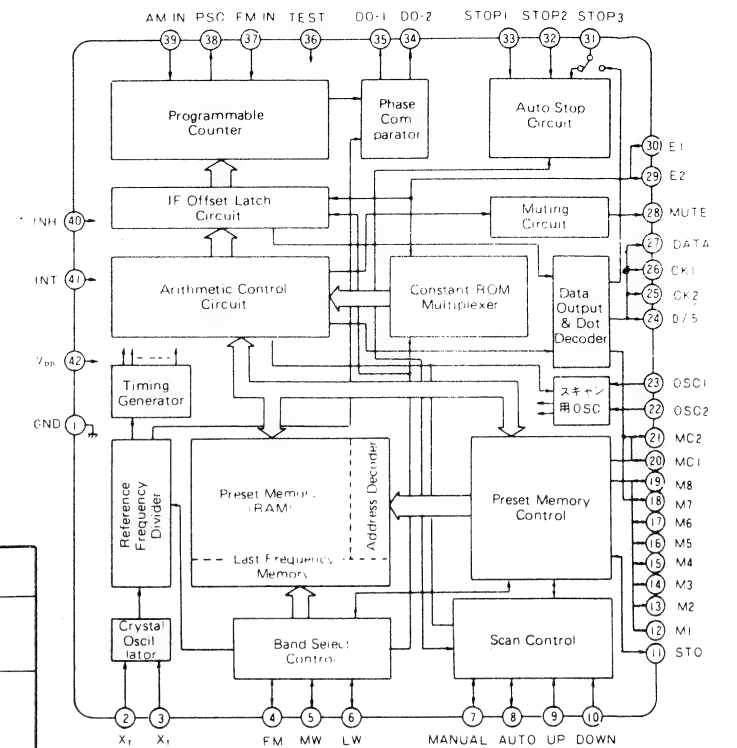 AM IN PSC FM IN TEST DO-1 DO-2 STOP1 STOP2 STOP3
39 38 37 36 35 34 33 32 31
Programmable
Counter
Phase
Com
parator
Auto Stop
Circuit
30 E1
29 E2
IF Offset Latch
Circuit
Muting
Circuit
28 MUTE
INH 40
27 DATA
26 CK1
25 CK2
24 D/S
INT 41
Arithmetic Control
Circuit
Constant ROM
Multiplexer
Data
Output
& Dot
Decoder
VDD 42
Timing
Generator
スキャン
用OSC
23 OSC1
22 OSC2
GND 1
21 MC2
20 MC1
19 M8
18 M7
17 M6
16 M5
15 M4
14 M3
13 M2
12 M1
11 STO
Reference
Frequency
Divider
Preset Memory
(RAM)
Address Decoder
Last Frequency
Memory
Preset Memory
Control
Crystal
Oscil
lator
Band Select
Control
Scan Control
2 3 4 5 6 7 8 9 10
XT XT FM MW LW MANUAL AUTO UP DOWN